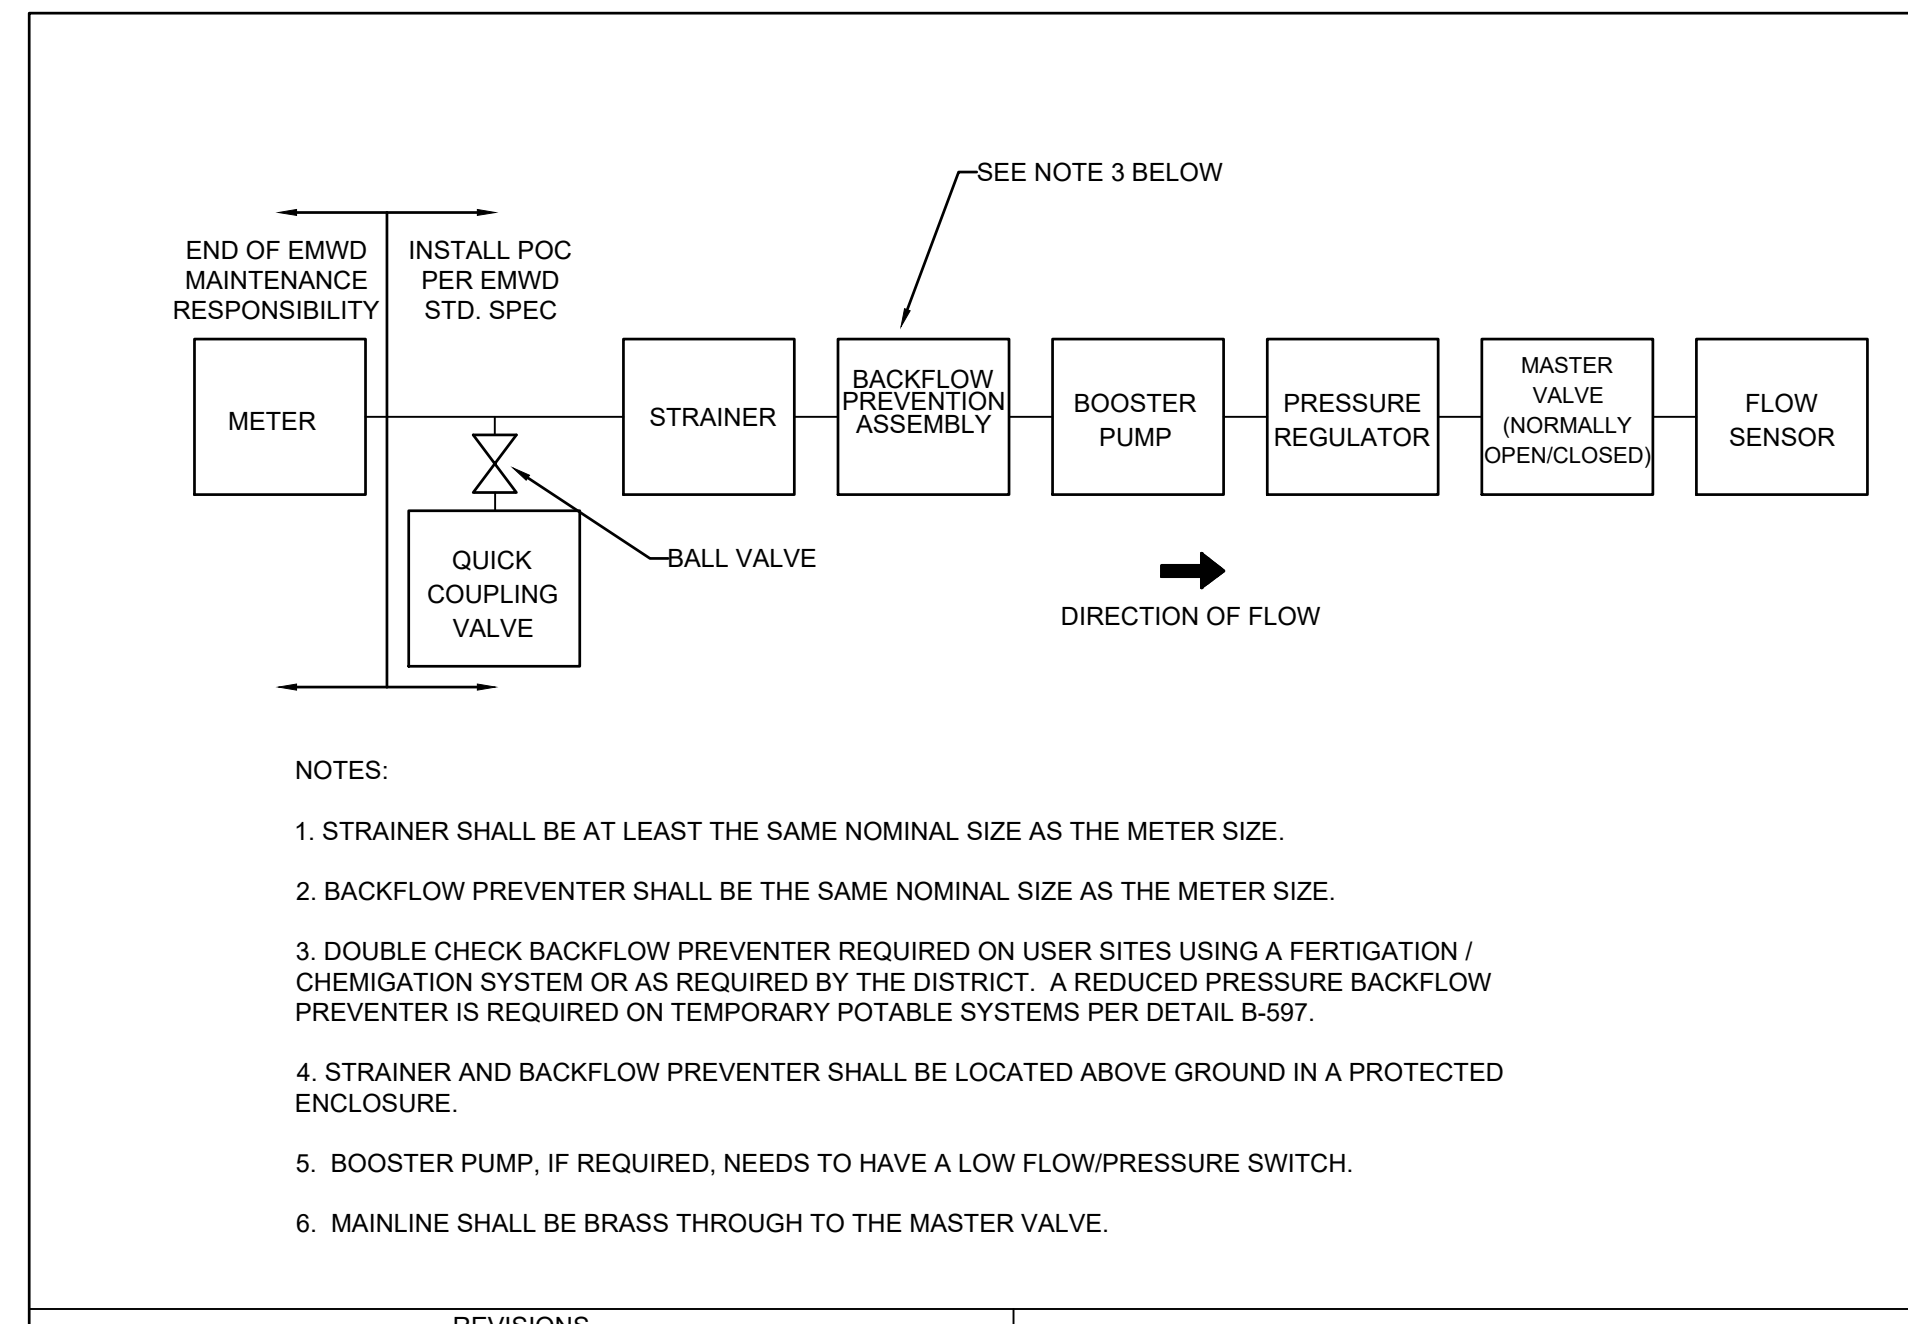 SEE NOTE 3 BELOW
END OF EMWD
MAINTENANCE
RESPONSIBILITY
INSTALL POC
PER EMWD
STD. SPEC
METER
STRAINER
BACKFLOW
PREVENTION
ASSEMBLY
BOOSTER
PUMP
PRESSURE
REGULATOR
MASTER
VALVE
(NORMALLY
OPEN/CLOSED)
FLOW
SENSOR
QUICK
COUPLING
VALVE
BALL VALVE
DIRECTION OF FLOW
NOTES:
1. STRAINER SHALL BE AT LEAST THE SAME NOMINAL SIZE AS THE METER SIZE.
2. BACKFLOW PREVENTER SHALL BE THE SAME NOMINAL SIZE AS THE METER SIZE.
3. DOUBLE CHECK BACKFLOW PREVENTER REQUIRED ON USER SITES USING A FERTIGATION /
CHEMIGATION SYSTEM OR AS REQUIRED BY THE DISTRICT. A REDUCED PRESSURE BACKFLOW
PREVENTER IS REQUIRED ON TEMPORARY POTABLE SYSTEMS PER DETAIL B-597.
4. STRAINER AND BACKFLOW PREVENTER SHALL BE LOCATED ABOVE GROUND IN A PROTECTED
ENCLOSURE.
5. BOOSTER PUMP, IF REQUIRED, NEEDS TO HAVE A LOW FLOW/PRESSURE SWITCH.
6. MAINLINE SHALL BE BRASS THROUGH TO THE MASTER VALVE.
REVISIONS